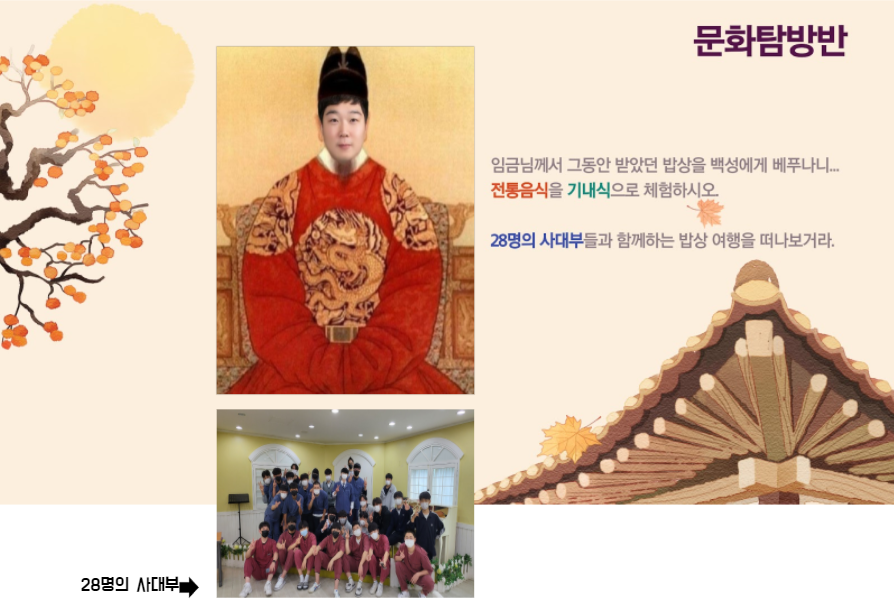 문화탐방반
임금님께서 그동안 받았던 밥상을 백성에게 베푸나니...
전통음식을 기내식으로 체험하시오.
28명의 사대부들과 함께하는 밥상 여행을 떠나보거라.
28명의 사대부